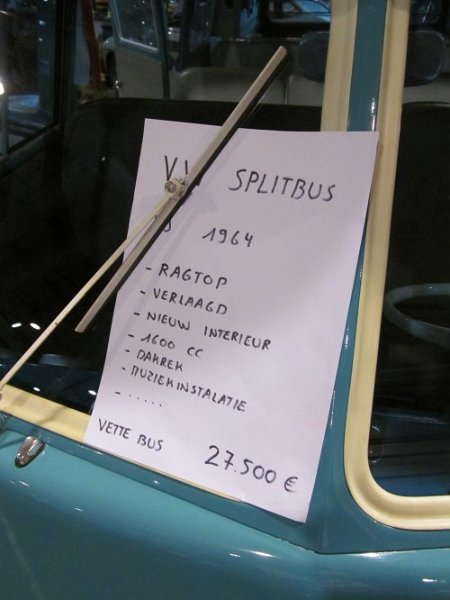 V.W SPLITBUS
1964
- RAGTOP
- VERLAAGD
- NIEUW INTERIEUR
- 1600 CC
- DAKREK
- MUZIEKINSTALATIE
- .....
VETTE BUS 27.500 €